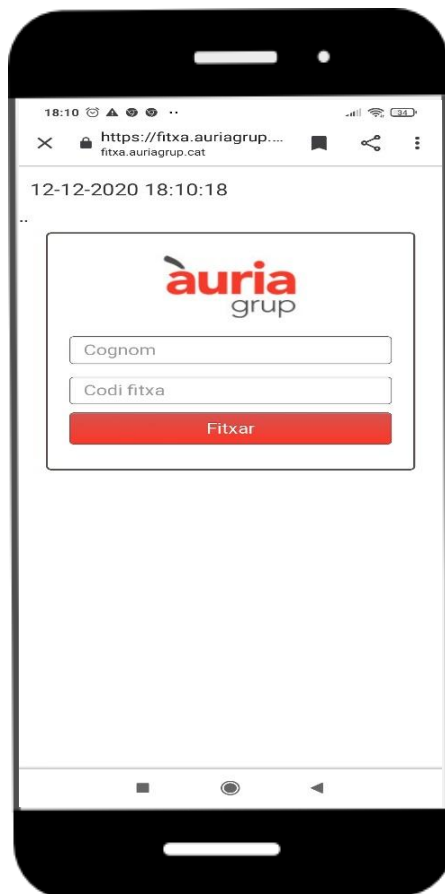 18:10
34
https://fitxa.auriagrup....
fitxa.auriagrup.cat
12-12-2020 18:10:18
..
àuria
grup
Cognom
Codi fitxa
Fitxar